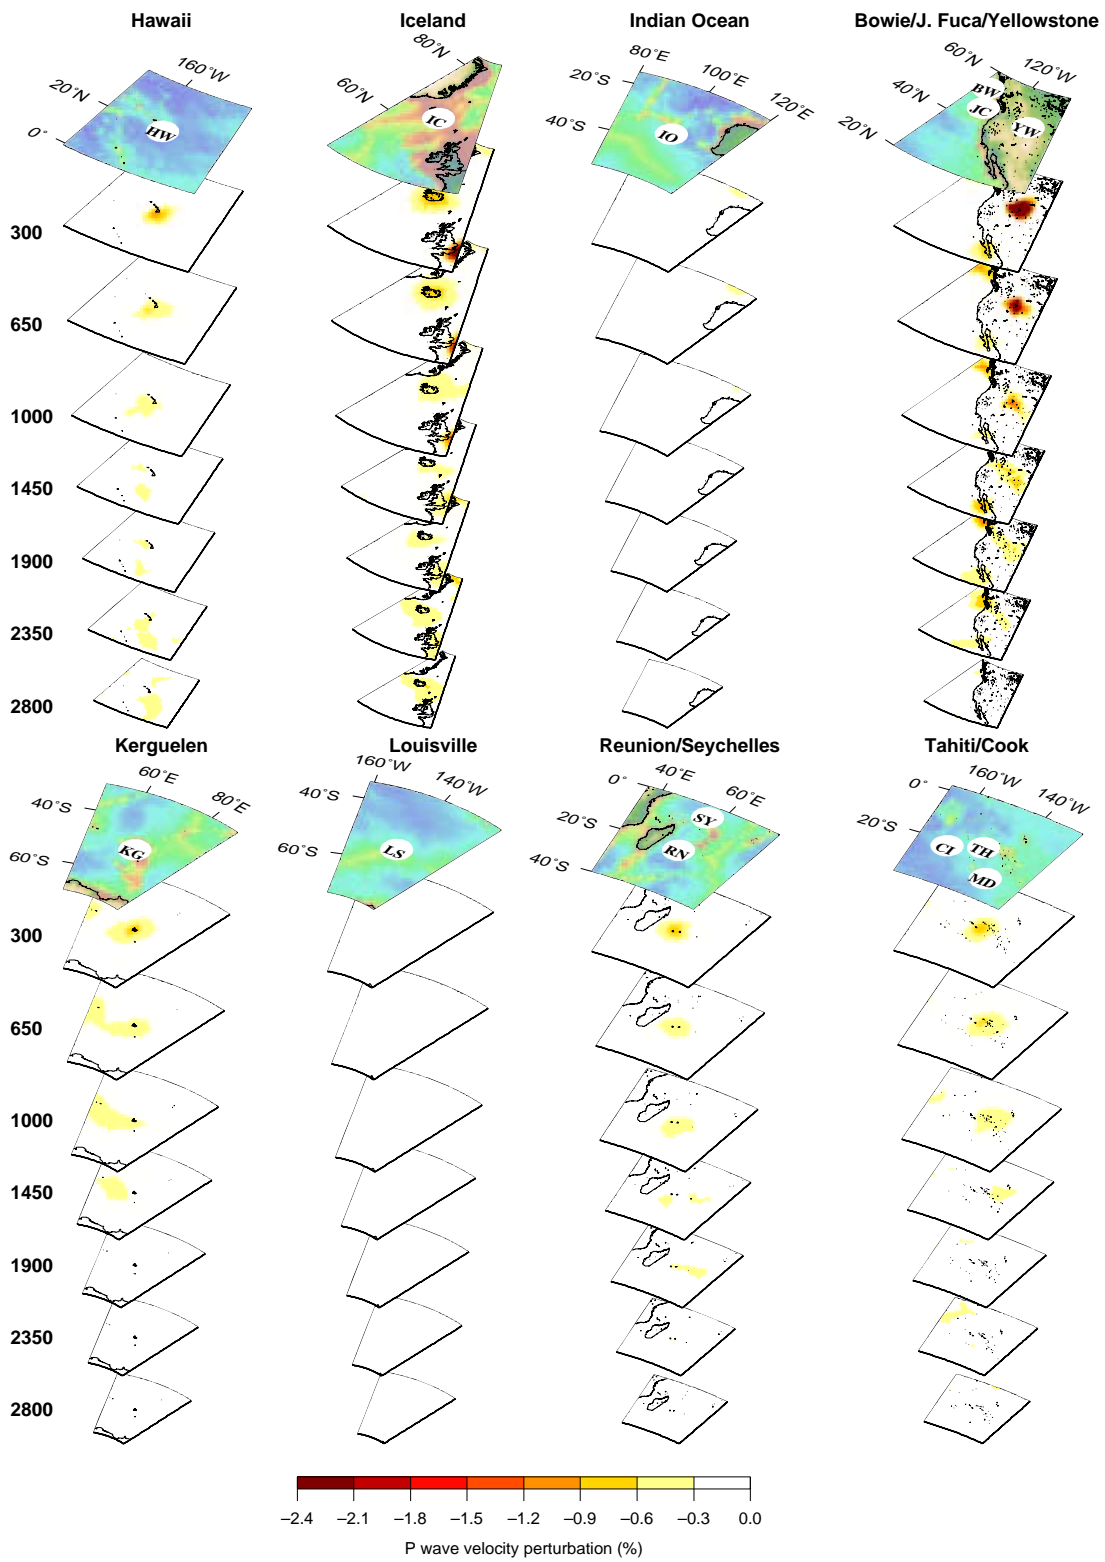 Hawaii
Iceland
Indian Ocean
Bowie/J. Fuca/Yellowstone
160˚W
20˚N
0˚
HW
80˚N
60˚N
IC
80˚E
100˚E
120˚E
20˚S
40˚S
IO
60˚N
120˚W
40˚N
20˚N
BW
JC
YW
300
650
1000
1450
1900
2350
2800
Kerguelen
Louisville
Reunion/Seychelles
Tahiti/Cook
60˚E
80˚E
40˚S
60˚S
KG
160˚W
140˚W
40˚S
60˚S
LS
0˚
40˚E
60˚E
20˚S
40˚S
SY
RN
0˚
160˚W
140˚W
20˚S
CI
TH
MD
300
650
1000
1450
1900
2350
2800
−2.4 −2.1 −1.8 −1.5 −1.2 −0.9 −0.6 −0.3 0.0
P wave velocity perturbation (%)